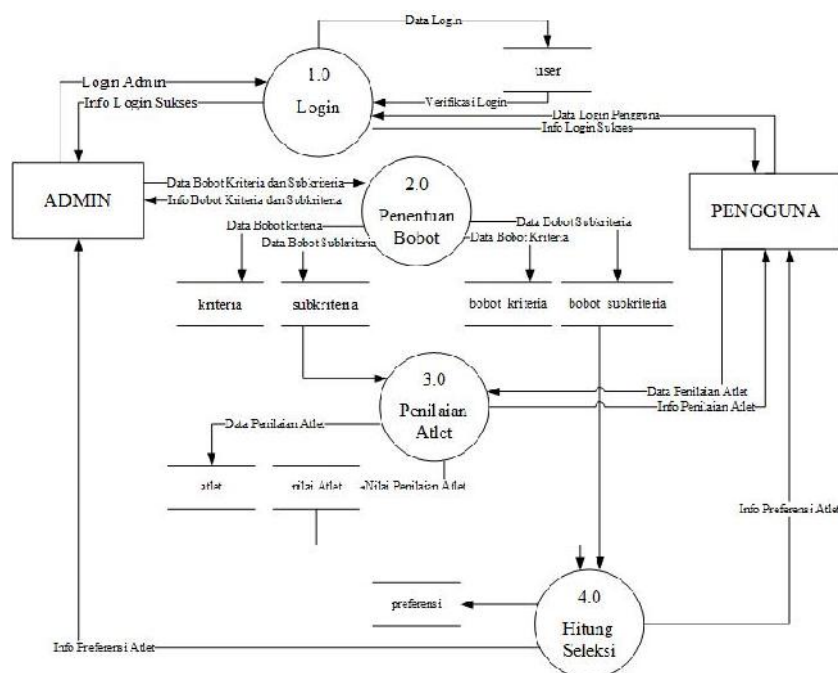 Data Login
1.0
Login
user
Login Admin
Info Login Sukses
Verifikasi Login
Data Login Pengguna
Info Login Sukses
ADMIN
PENGGUNA
Data Bobot Kriteria dan Subkriteria
Info Bobot Kriteria dan Subkriteria
2.0
Penentuan
Bobot
Data Bobot kriteria
Data Bobot Subkriteria
Data Bobot Subkriteria
Data Bobot Kriteria
kriteria
subkriteria
bobot kriteria
bobot subkriteria
3.0
Penilaian
Atlet
Data Penilaian Atlet
Info Penilaian Atlet
Data Penilaian Atlet
atlet
nilai Atlet
Nilai Penilaian Atlet
Info Preferensi Atlet
4.0
Hitung
Seleksi
preferensi
Info Preferensi Atlet